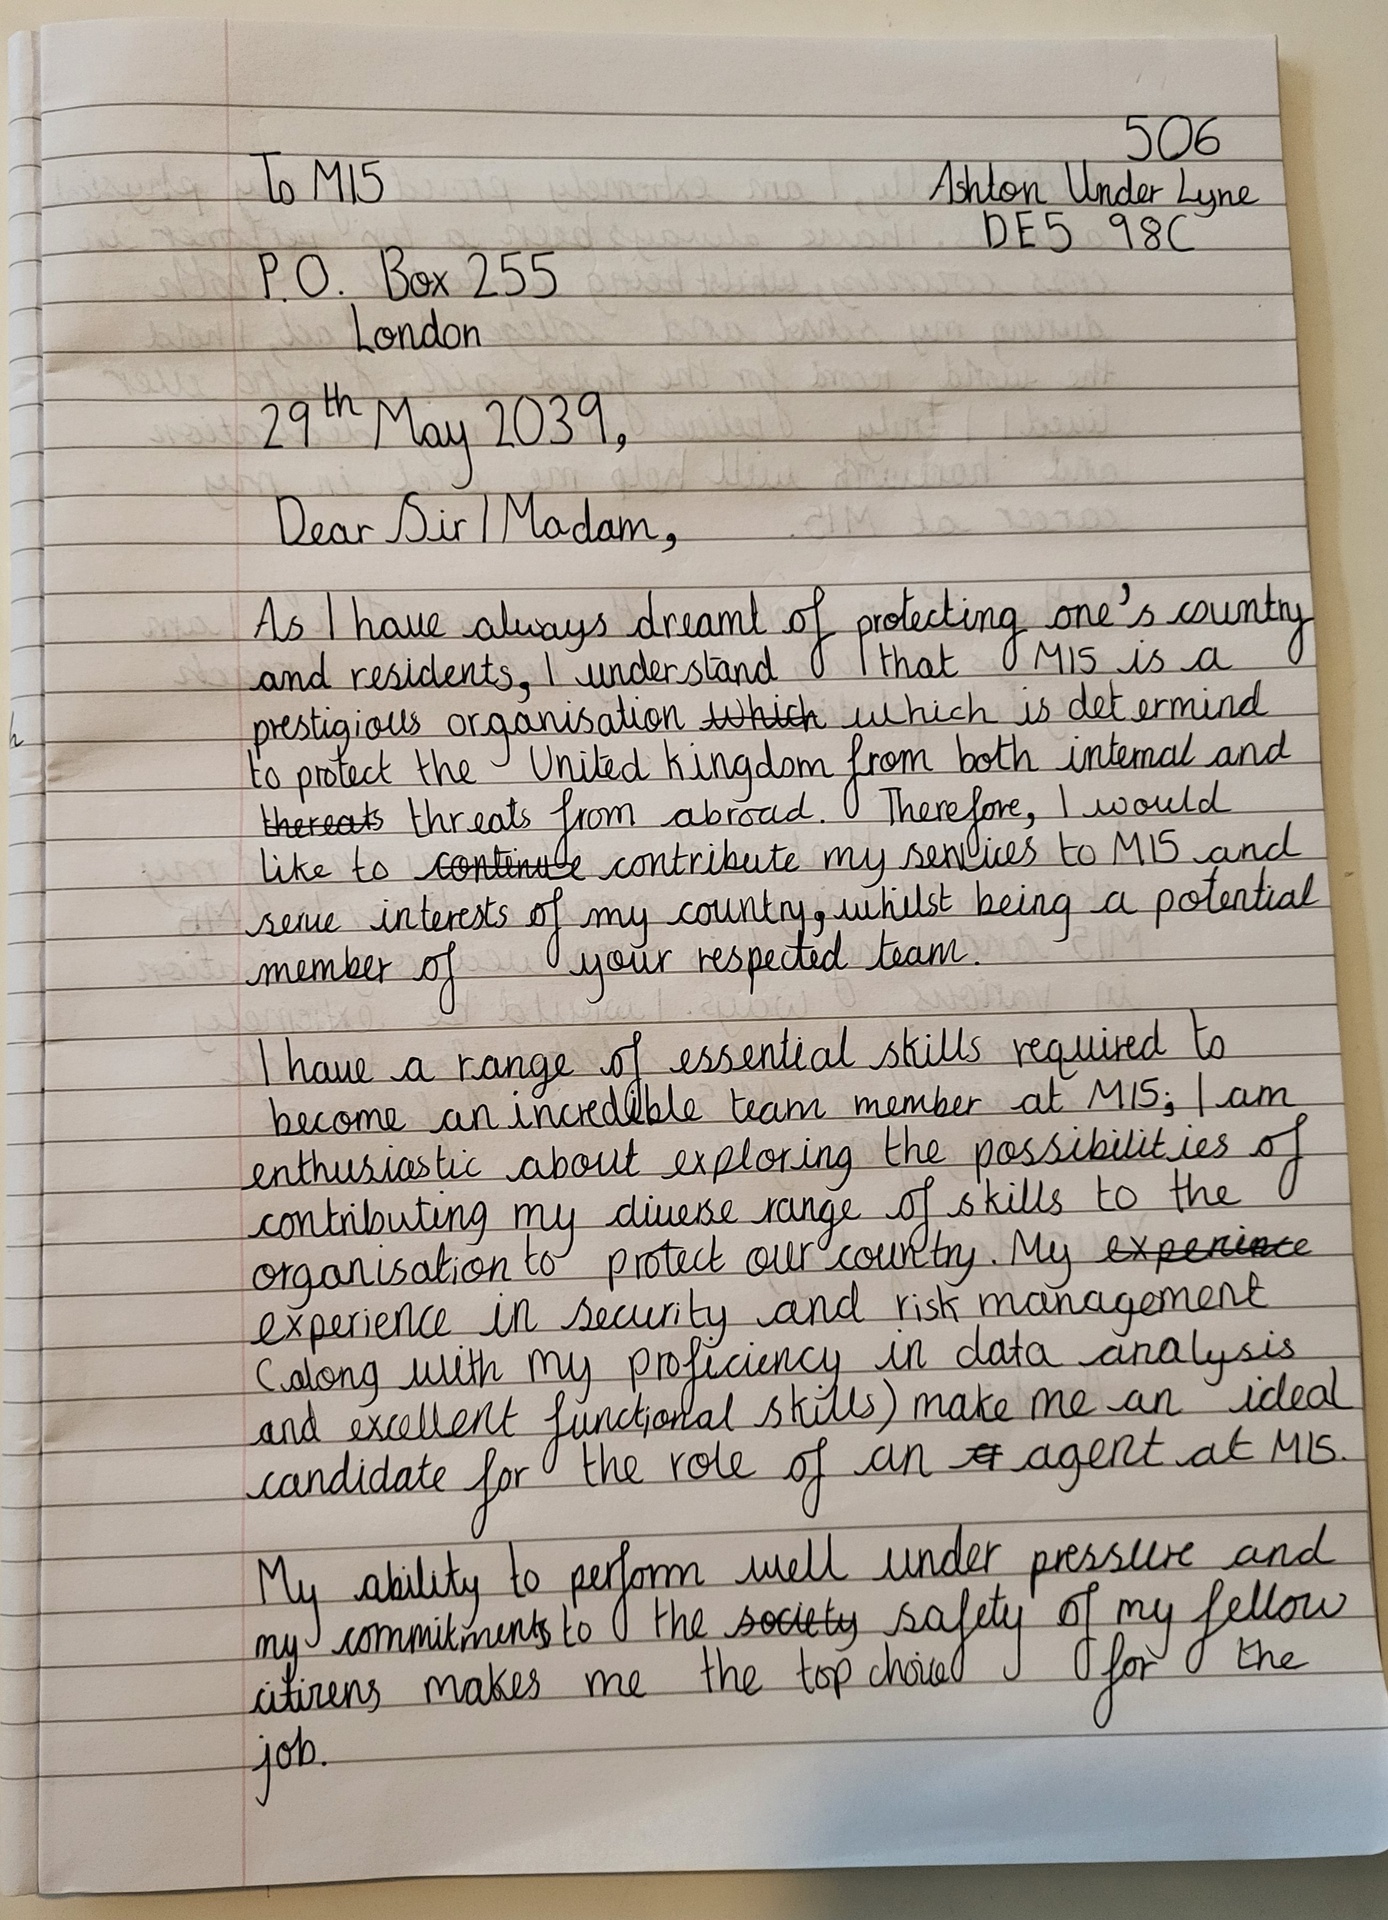 506
To MI5
Ashton Under Lyne
DE5 98C
P.O. Box 255
London
29th May 2039,
Dear Sir/Madam,
As I have always dreamt of protecting one's country
and residents, I understand that MI5 is a
prestigious organisation which which is determind
to protect the United kingdom from both internal and
thereats threats from abroad. Therefore, I would
like to continue contribute my services to MI5 and
serve interests of my country, whilst being a potential
member of your respected team.
I have a range of essential skills required to
become an incredible team member at MI5; I am
enthusiastic about exploring the possibilities of
contributing my diverse range of skills to the
organisation to protect our country. My experience
experience in security and risk management
(along with my proficiency in data analysis
and excellent functional skills) make me an ideal
candidate for the role of an agent at MI5.
My ability to perform well under pressure and
my commitments to the society safety of my fellow
citizens makes me the top choice for the
job.